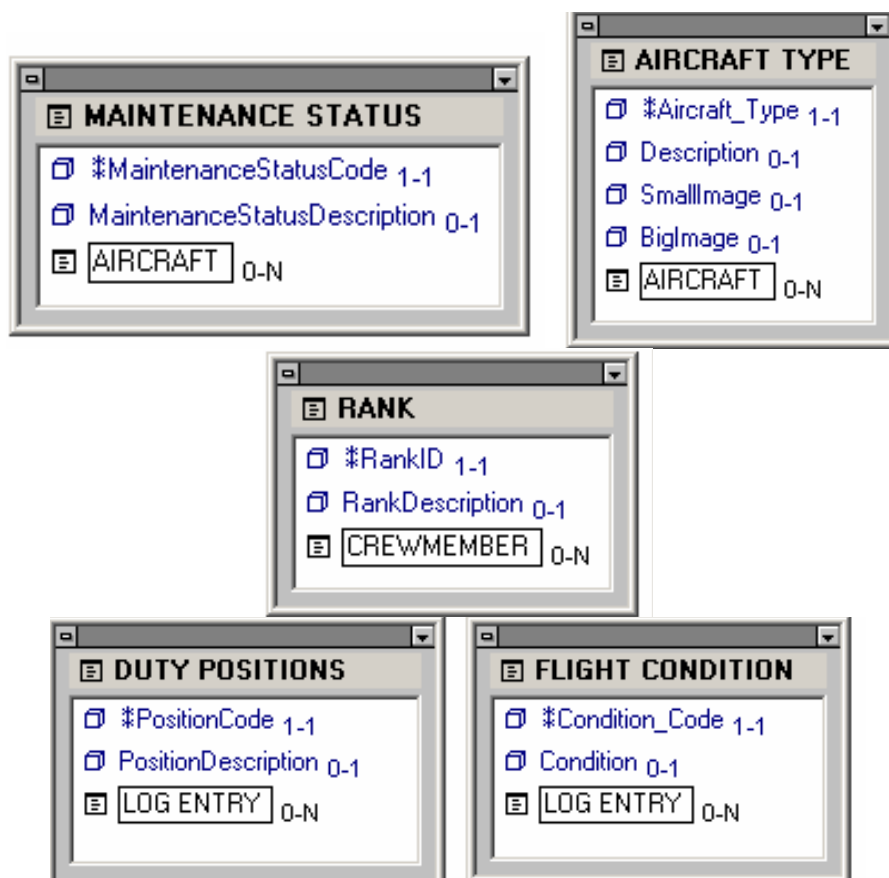 MAINTENANCE STATUS
⁑MaintenanceStatusCode 1-1
MaintenanceStatusDescription 0-1
AIRCRAFT 0-N
AIRCRAFT TYPE
⁑Aircraft_Type 1-1
Description 0-1
SmallImage 0-1
BigImage 0-1
AIRCRAFT 0-N
RANK
⁑RankID 1-1
RankDescription 0-1
CREWMEMBER 0-N
DUTY POSITIONS
⁑PositionCode 1-1
PositionDescription 0-1
LOG ENTRY 0-N
FLIGHT CONDITION
⁑Condition_Code 1-1
Condition 0-1
LOG ENTRY 0-N